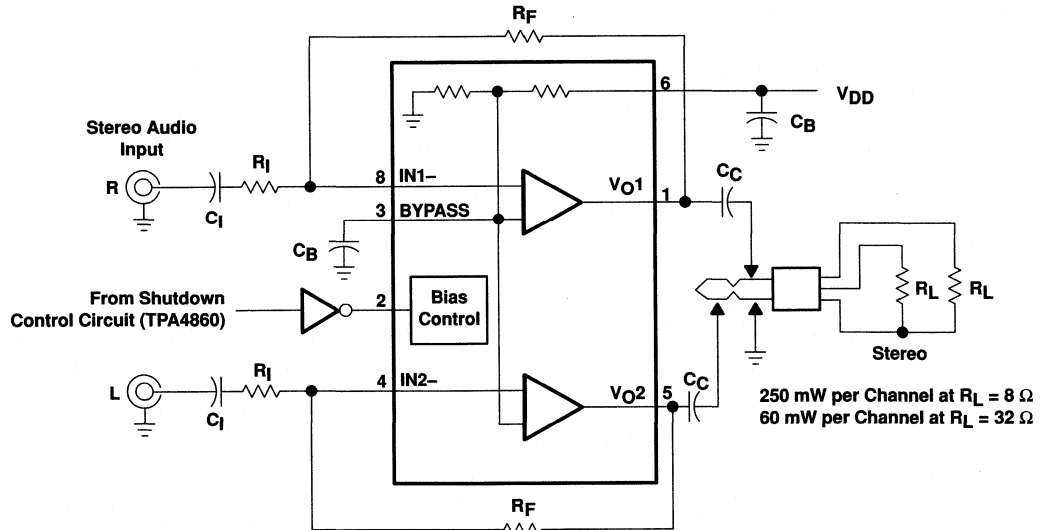 RF
6
VDD
CB
Stereo Audio
Input
R
CI
RI
8 IN1–
3 BYPASS
CB
VO1
1
CC
From Shutdown
Control Circuit (TPA4860)
2
Bias
Control
RL
RL
Stereo
L
CI
RI
4 IN2–
VO2
5
CC
250 mW per Channel at RL = 8 Ω
60 mW per Channel at RL = 32 Ω
RF